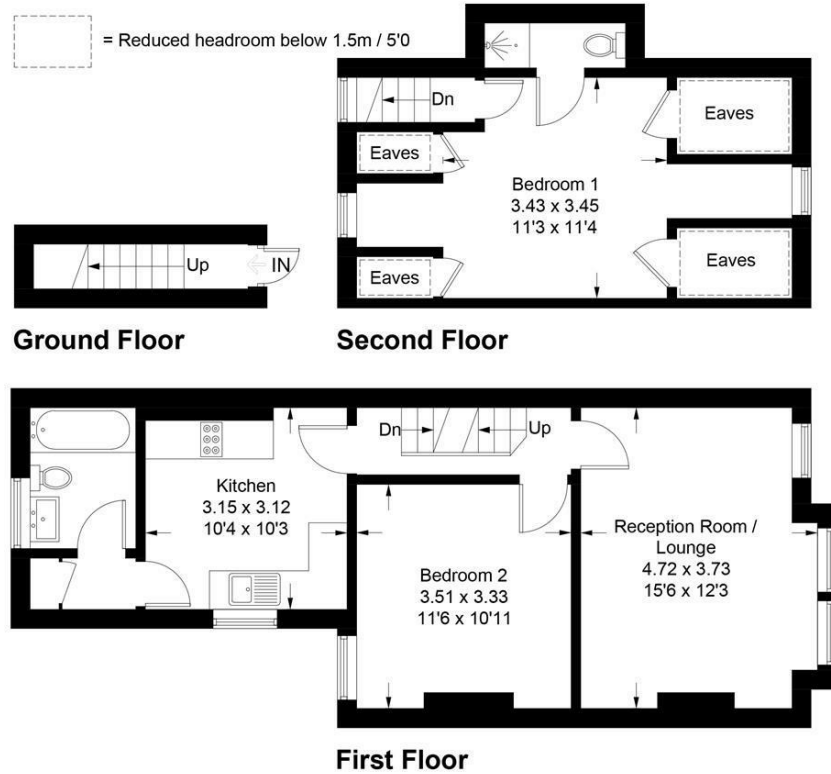 = Reduced headroom below 1.5m / 5'0
Dn
Eaves
Eaves
Bedroom 1
3.43 x 3.45
11'3 x 11'4
Eaves
Eaves
Up
IN
Ground Floor
Second Floor
Dn
Up
Kitchen
3.15 x 3.12
10'4 x 10'3
Bedroom 2
3.51 x 3.33
11'6 x 10'11
Reception Room /
Lounge
4.72 x 3.73
15'6 x 12'3
First Floor